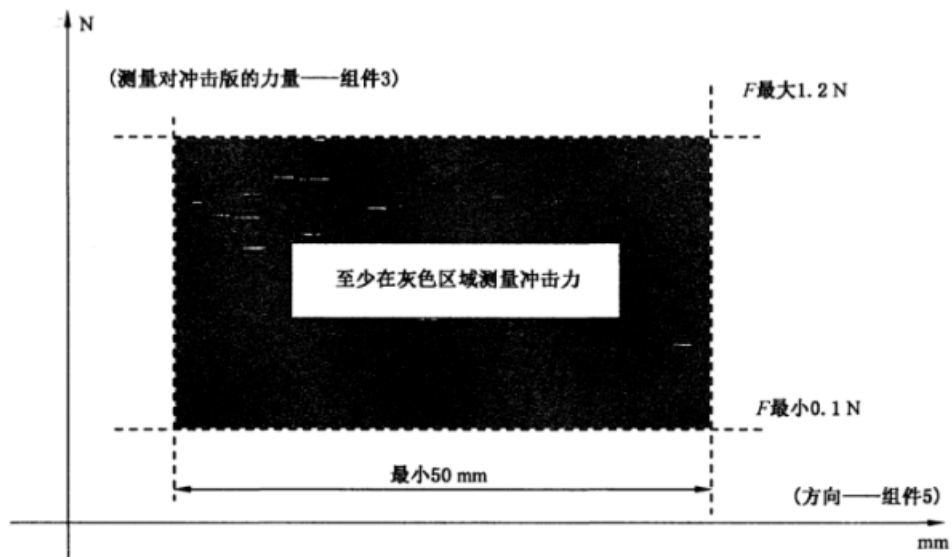 N
(测量对冲击版的力量——组件3)
F最大1.2 N
至少在灰色区域测量冲击力
F最小0.1 N
最小50 mm
(方向——组件5)
mm